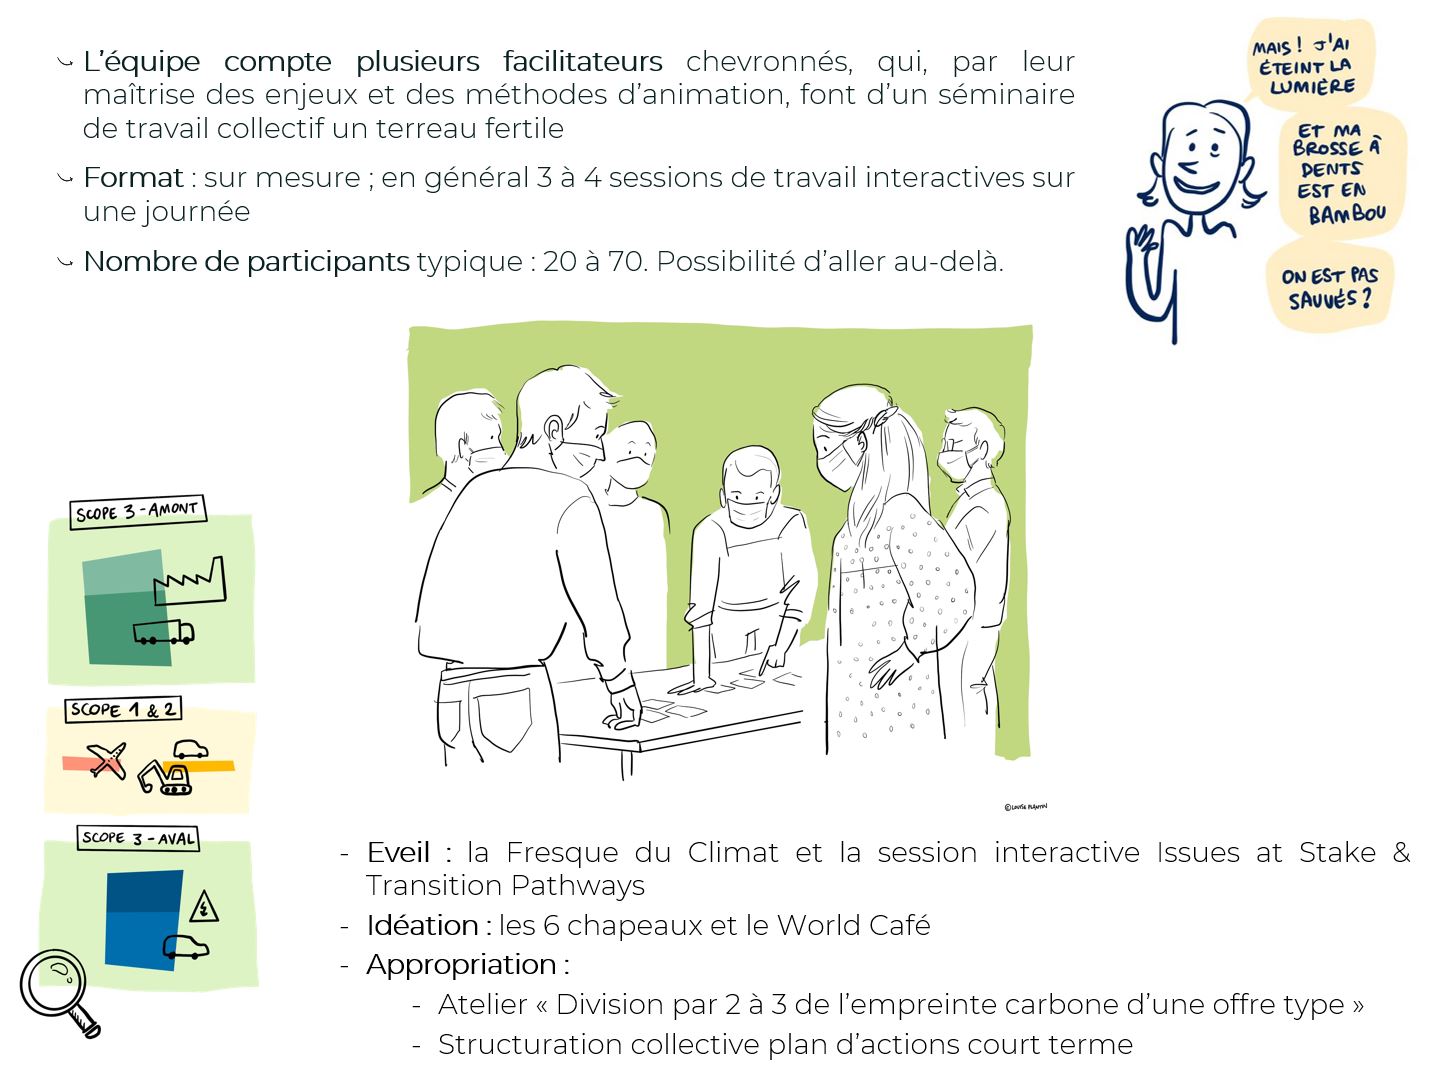 L’équipe compte plusieurs facilitateurs chevronnés, qui, par leur
maîtrise des enjeux et des méthodes d’animation, font d’un séminaire
de travail collectif un terreau fertile
Format : sur mesure ; en général 3 à 4 sessions de travail interactives sur
une journée
Nombre de participants typique : 20 à 70. Possibilité d’aller au-delà.
MAIS ! J'AI
ÉTEINT LA
LUMIÈRE
ET MA
BROSSE À
DENTS
EST EN
BAMBOU
ON EST PAS
SAUVÉS ?
SCOPE 3 - AMONT
SCOPE 1 & 2
SCOPE 3 - AVAL
©LOUISE PLANTIN
- Eveil : la Fresque du Climat et la session interactive Issues at Stake &
Transition Pathways
- Idéation : les 6 chapeaux et le World Café
- Appropriation :
- Atelier « Division par 2 à 3 de l’empreinte carbone d’une offre type »
- Structuration collective plan d’actions court terme